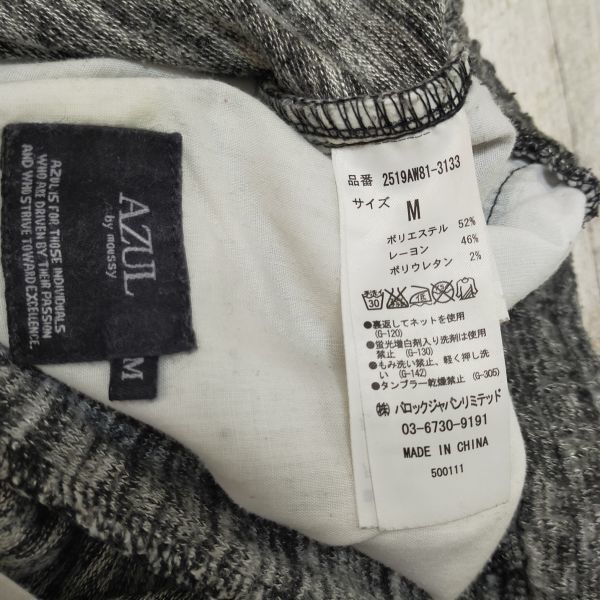 AZUL
by moussy
AZUL IS FOR THOSE INDIVIDUALS
WHO ARE DRIVEN BY THEIR PASSION
AND WHO STRIVE TOWARD EXCELLENCE.
M
品番 2519AW81-3133
サイズ M
ポリエステル 52%
レーヨン 46%
ポリウレタン 2%
手洗イ
30
●裏返してネットを使用
(G-120)
●蛍光増白剤入り洗剤は使用
禁止 (G-130)
●もみ洗い禁止、軽く押し洗
い (G-142)
●タンブラー乾燥禁止 (G-305)
㈱ バロックジャパンリミテッド
03-6730-9191
MADE IN CHINA
500111